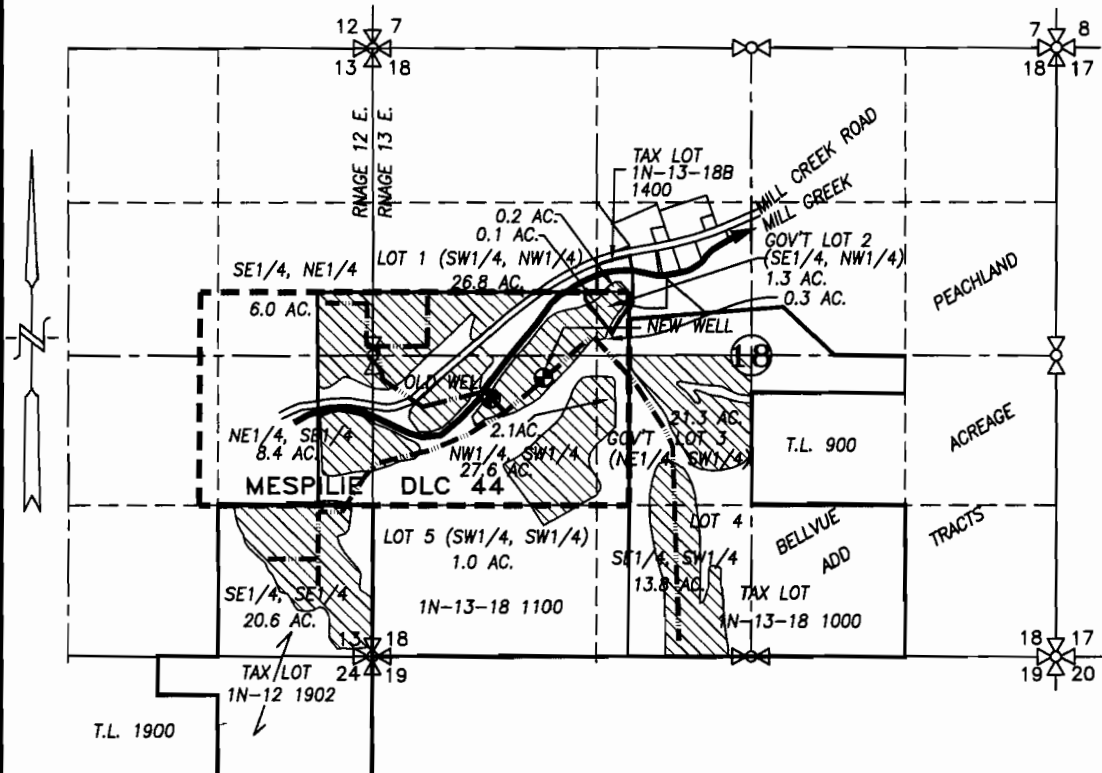 12 7
13 18
7 8
18 17
RNAGE 12 E.
RNAGE 13 E.
TAX LOT
1N-13-18B
1400
MILL CREEK ROAD
MILL GREEK
0.2 AC.
0.1 AC.
GOV'T LOT 2
(SE1/4, NW1/4)
1.3 AC.
0.3 AC.
PEACHLAND
SE1/4, NE1/4
6.0 AC.
LOT 1 (SW1/4, NW1/4)
26.8 AC.
NEW WELL
18
OLD WELL
2.1AC.
21.3 AC.
GOV'T LOT 3
(NE1/4, SW1/4)
T.L. 900
ACREAGE
NE1/4, SE1/4
8.4 AC.
NW1/4, SW1/4
27.6 AC.
MESPILIE DLC 44
LOT 5 (SW1/4, SW1/4)
1.0 AC.
LOT 4
SE1/4, SW1/4
13.8 AC.
BELLVUE
ADD
TRACTS
SE1/4, SE1/4
20.6 AC.
1N-13-18 1100
TAX LOT
1N-13-18 1000
13 18
24 19
18 17
19 20
TAX LOT
1N-12 1902
T.L. 1900
N